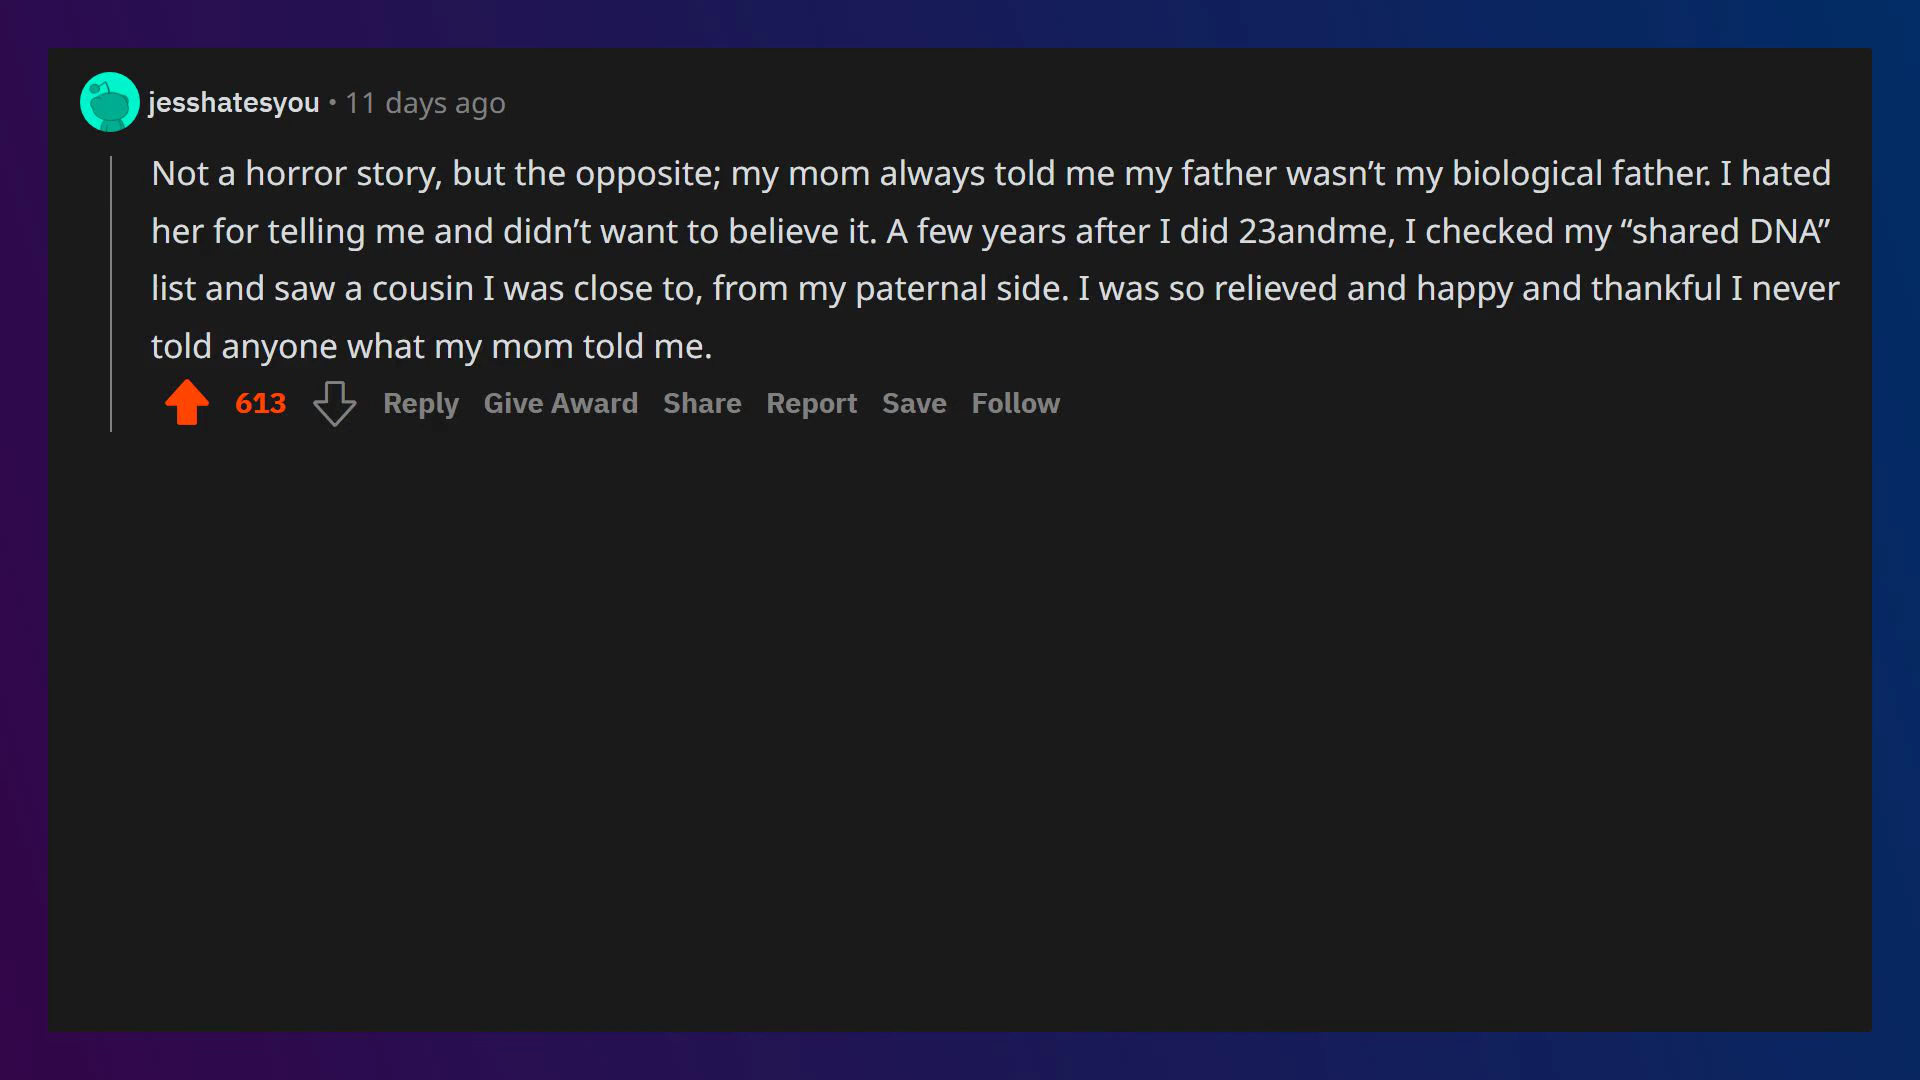 jesshatesyou • 11 days ago
Not a horror story, but the opposite; my mom always told me my father wasn’t my biological father. I hated
her for telling me and didn’t want to believe it. A few years after I did 23andme, I checked my “shared DNA”
list and saw a cousin I was close to, from my paternal side. I was so relieved and happy and thankful I never
told anyone what my mom told me.
613 Reply Give Award Share Report Save Follow